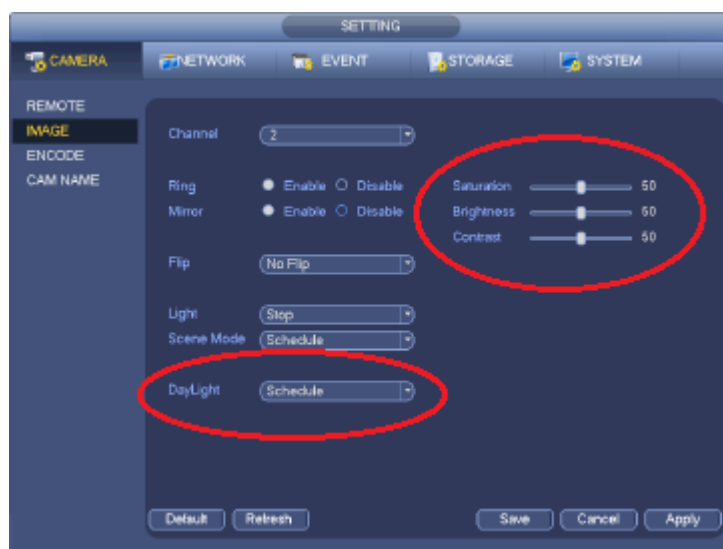 SETTING
CAMERA NETWORK EVENT STORAGE SYSTEM
REMOTE
IMAGE
ENCODE
CAM NAME
Channel 2
Ring Enable Disable
Mirror Enable Disable
Flip No Flip
Light Stop
Scene Mode Schedule
DayLight Schedule
Saturation 50
Brightness 50
Contrast 50
Default Refresh Save Cancel Apply